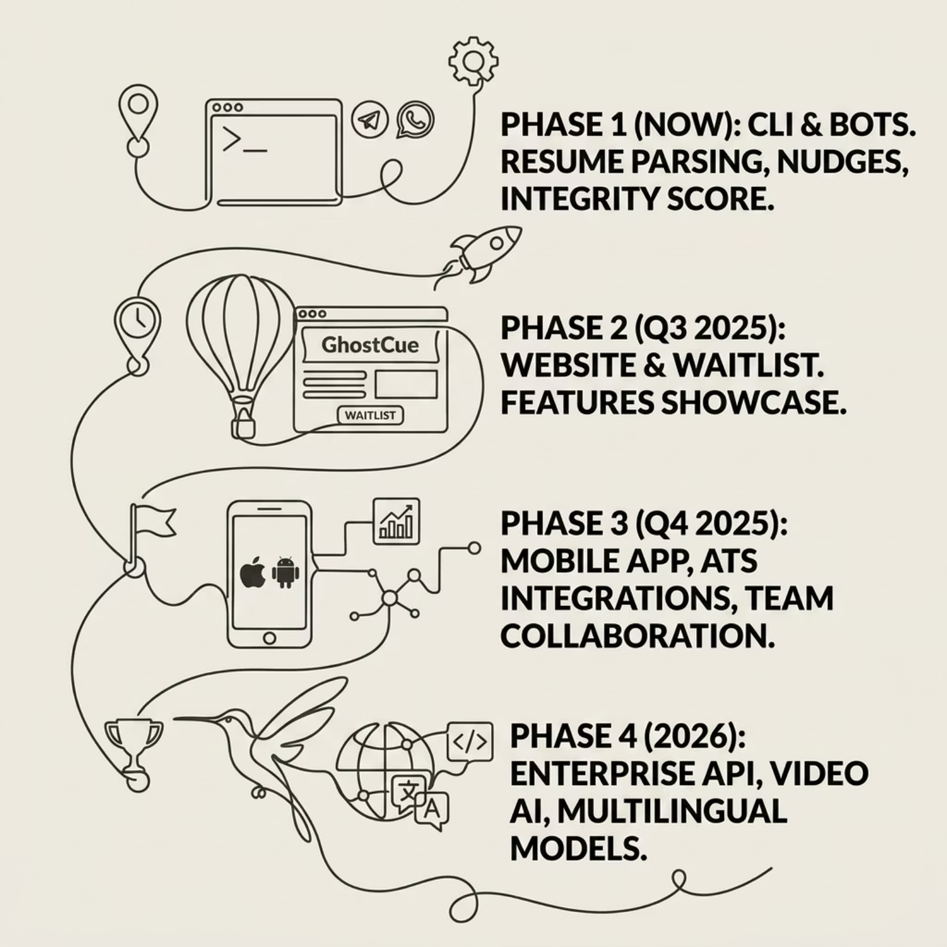 >_
PHASE 1 (NOW): CLI & BOTS.
RESUME PARSING, NUDGES,
INTEGRITY SCORE.
GhostCue
WAITLIST
PHASE 2 (Q3 2025):
WEBSITE & WAITLIST.
FEATURES SHOWCASE.
PHASE 3 (Q4 2025):
MOBILE APP, ATS
INTEGRATIONS, TEAM
COLLABORATION.
</>
文
A
PHASE 4 (2026):
ENTERPRISE API, VIDEO
AI, MULTILINGUAL
MODELS.